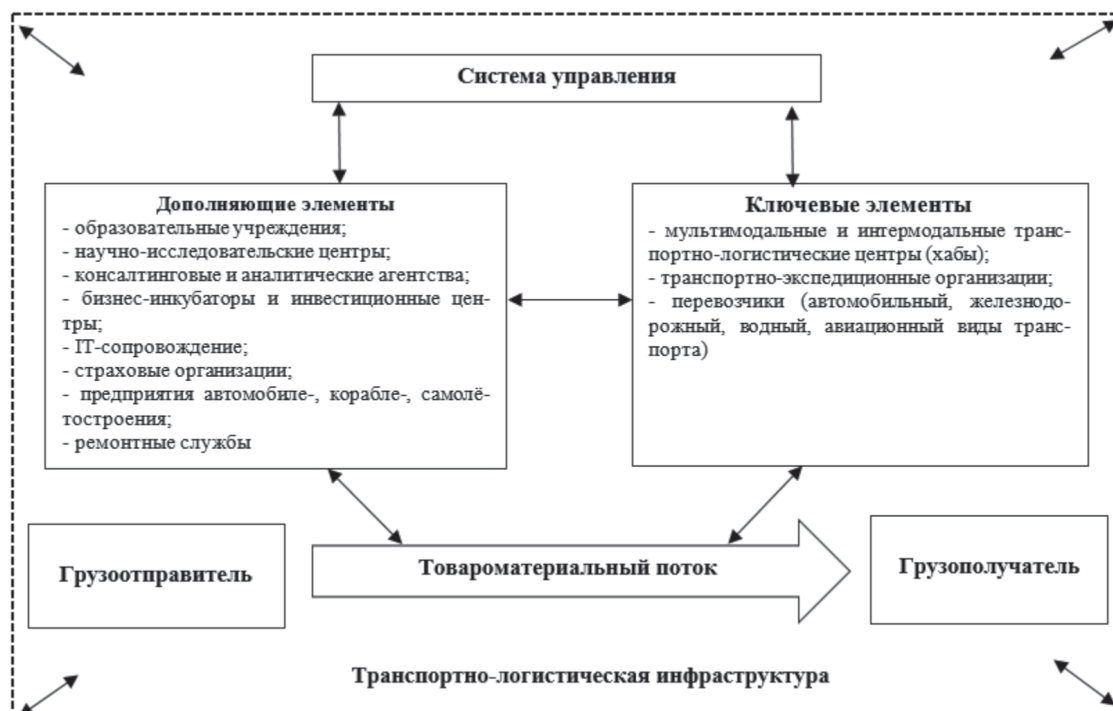 Система управления
Дополняющие элементы
- образовательные учреждения;
- научно-исследовательские центры;
- консалтинговые и аналитические агентства;
- бизнес-инкубаторы и инвестиционные цен-
тры;
- IT-сопровождение;
- страховые организации;
- предприятия автомобиле-, корабле-, самолё-
тостроения;
- ремонтные службы
Ключевые элементы
- мультимодальные и интермодальные транс-
портно-логистические центры (хабы);
- транспортно-экспедиционные организации;
- перевозчики (автомобильный, железнодо-
рожный, водный, авиационный виды транс-
порта)
Грузоотправитель
Товароматериальный поток
Грузополучатель
Транспортно-логистическая инфраструктура